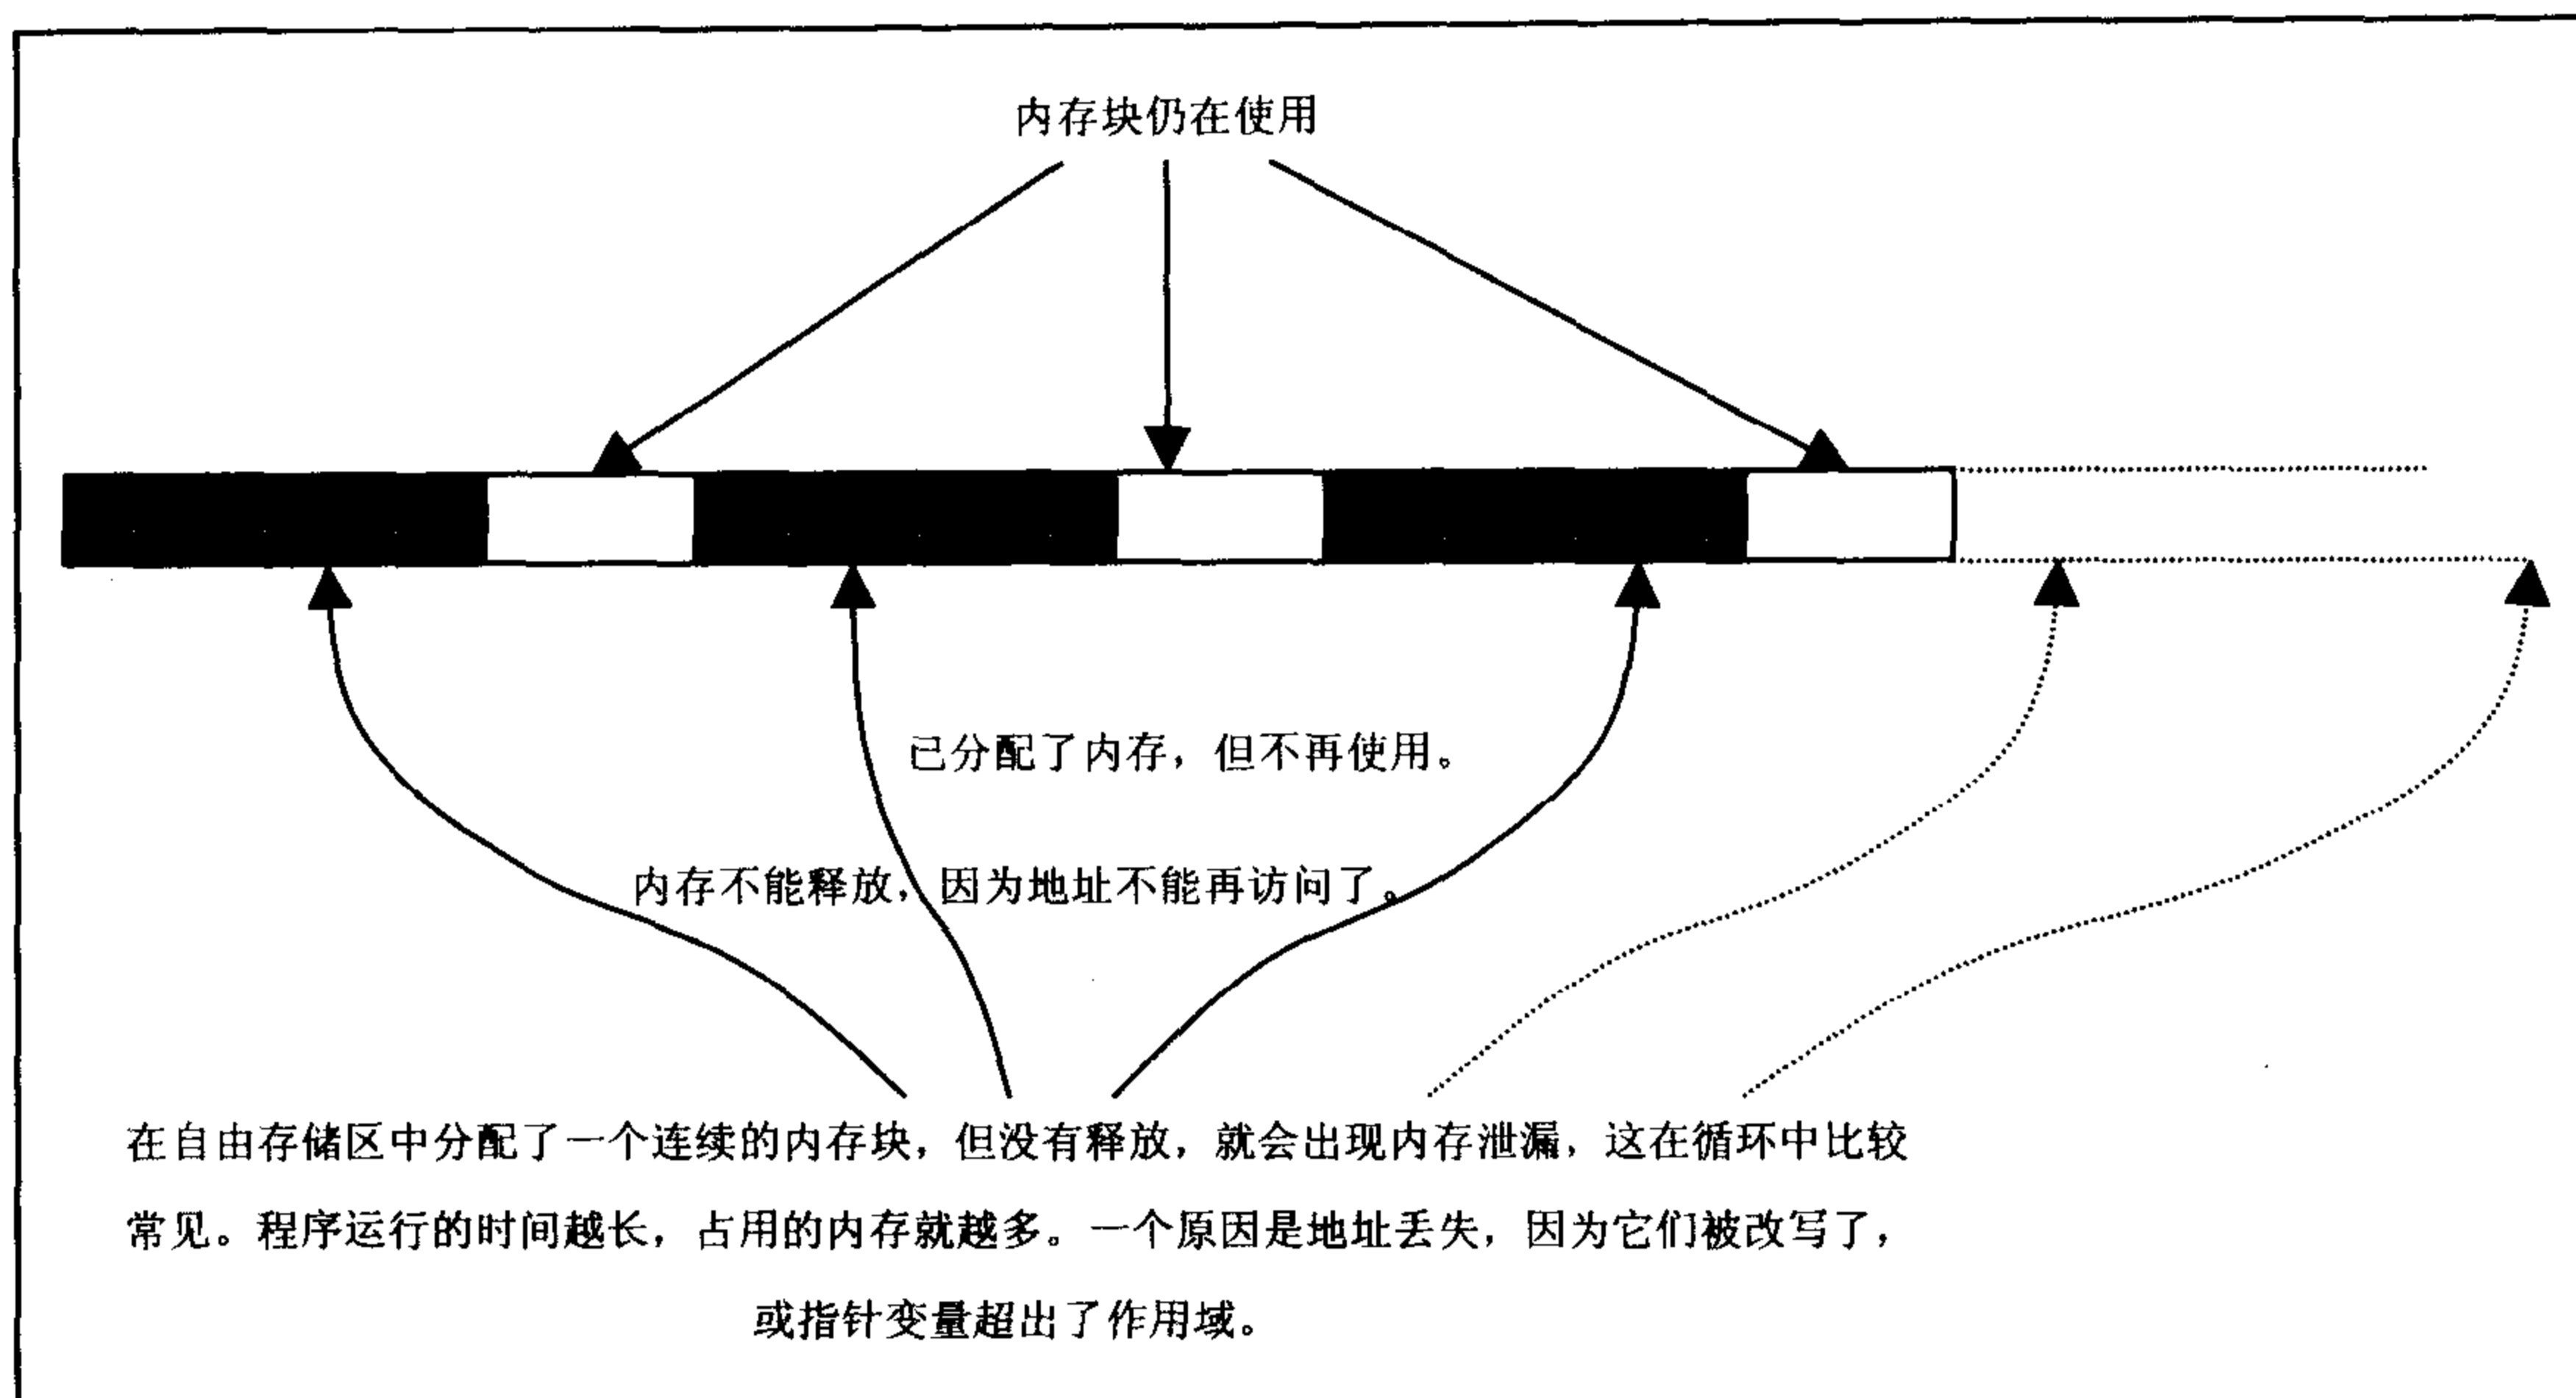 内存块仍在使用
已分配了内存，但不再使用。
内存不能释放，因为地址不能再访问了。
在自由存储区中分配了一个连续的内存块，但没有释放，就会出现内存泄漏，这在循环中比较
常见。程序运行的时间越长，占用的内存就越多。一个原因是地址丢失，因为它们被改写了，
或指针变量超出了作用域。